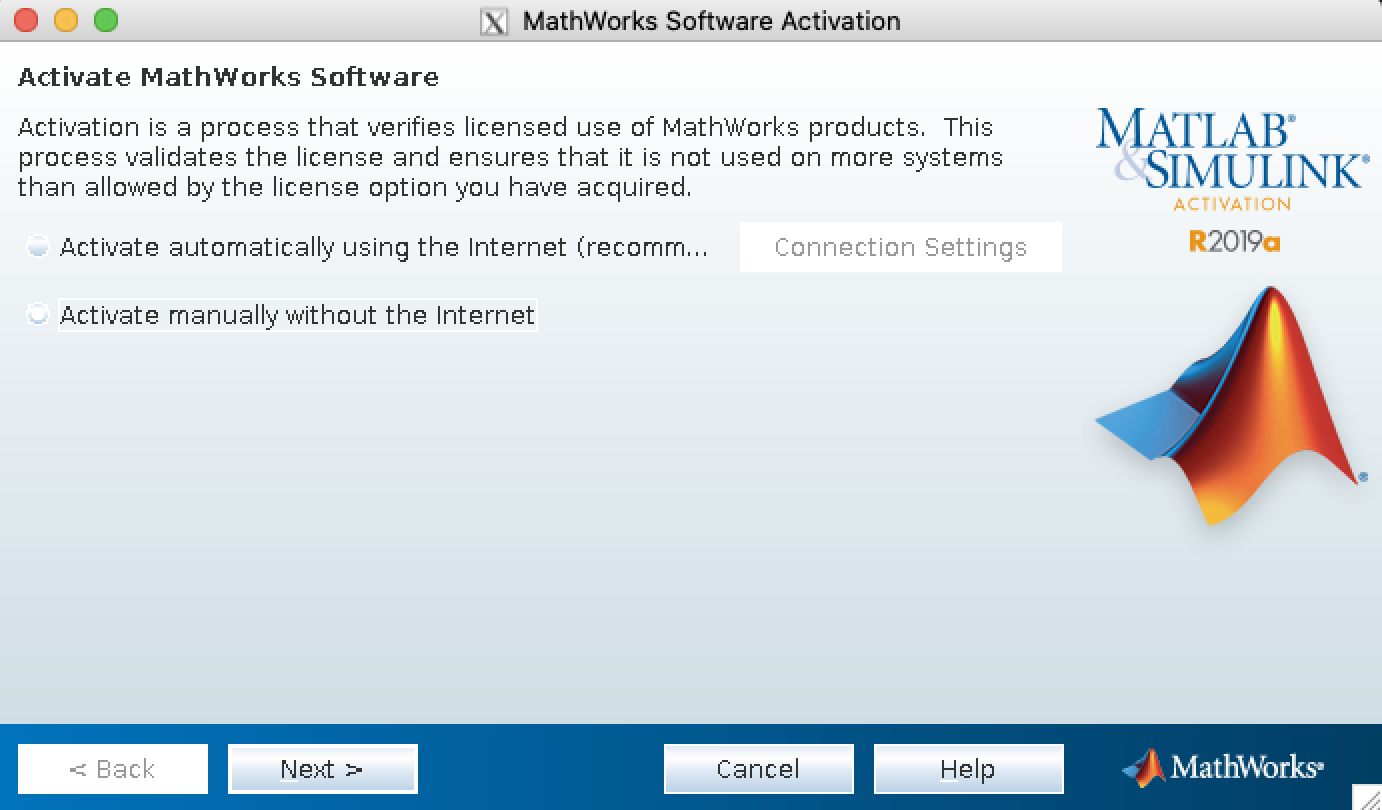 MathWorks Software Activation
Activate MathWorks Software
Activation is a process that verifies licensed use of MathWorks products.  This
process validates the license and ensures that it is not used on more systems
than allowed by the license option you have acquired.
Activate automatically using the Internet (recomm...
Connection Settings
Activate manually without the Internet
MATLAB®
&SIMULINK®
ACTIVATION
R2019a
®
< Back
Next >
Cancel
Help
MathWorks®